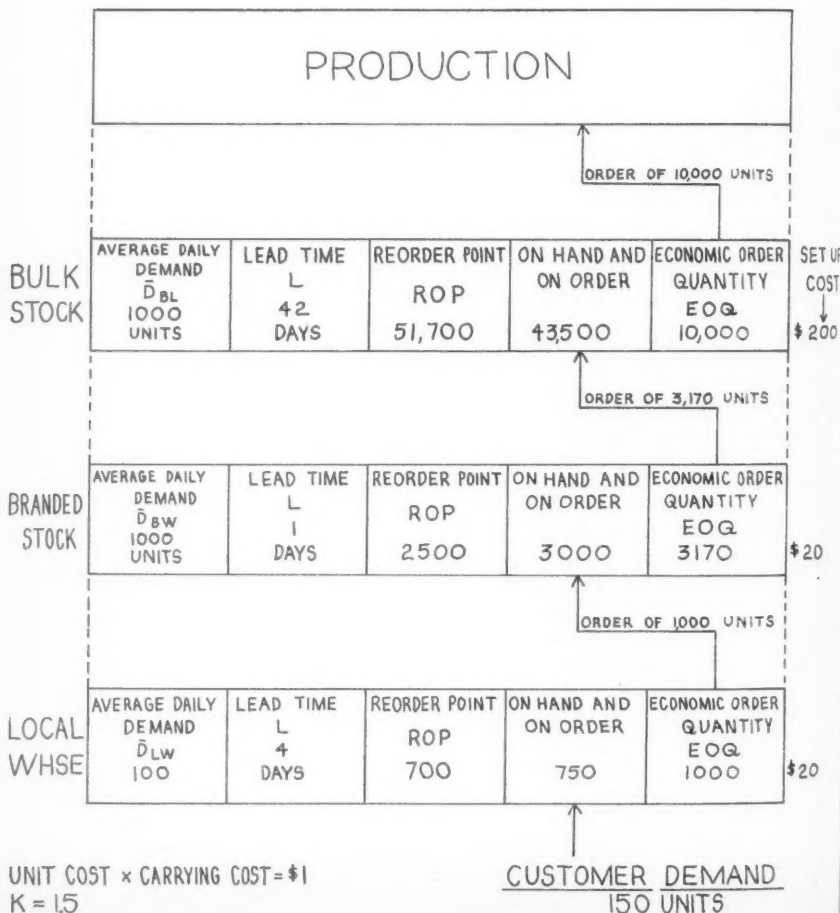 PRODUCTION
ORDER OF 10,000 UNITS
BULK
STOCK
AVERAGE DAILY
DEMAND
D̄ BL
1000
UNITS
LEAD TIME
L
42
DAYS
REORDER POINT
ROP
51,700
ON HAND AND
ON ORDER
43,500
ECONOMIC ORDER
QUANTITY
EOQ
10,000
SET UP
COST
$200
ORDER OF 3,170 UNITS
BRANDED
STOCK
AVERAGE DAILY
DEMAND
D̄ BW
1000
UNITS
LEAD TIME
L
1
DAYS
REORDER POINT
ROP
2500
ON HAND AND
ON ORDER
3000
ECONOMIC ORDER
QUANTITY
EOQ
3170
$20
ORDER OF 1,000 UNITS
LOCAL
WHSE
AVERAGE DAILY
DEMAND
D̄ LW
100
LEAD TIME
L
4
DAYS
REORDER POINT
ROP
700
ON HAND AND
ON ORDER
750
ECONOMIC ORDER
QUANTITY
EOQ
1000
$20
UNIT COST × CARRYING COST = $1
K = 1.5
CUSTOMER DEMAND
150 UNITS